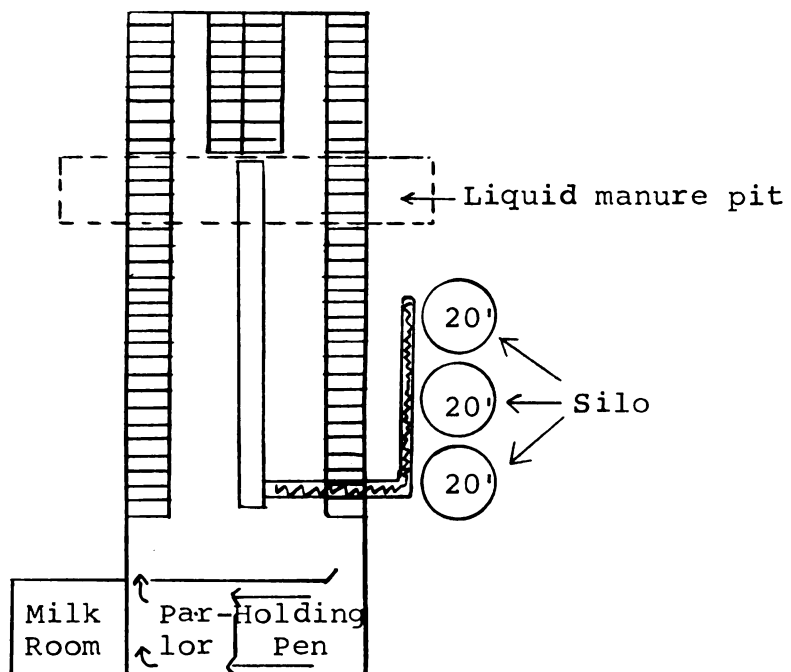 Liquid manure pit
20'
20'
Silo
20'
Milk
Room
Par-
lor
Holding
Pen